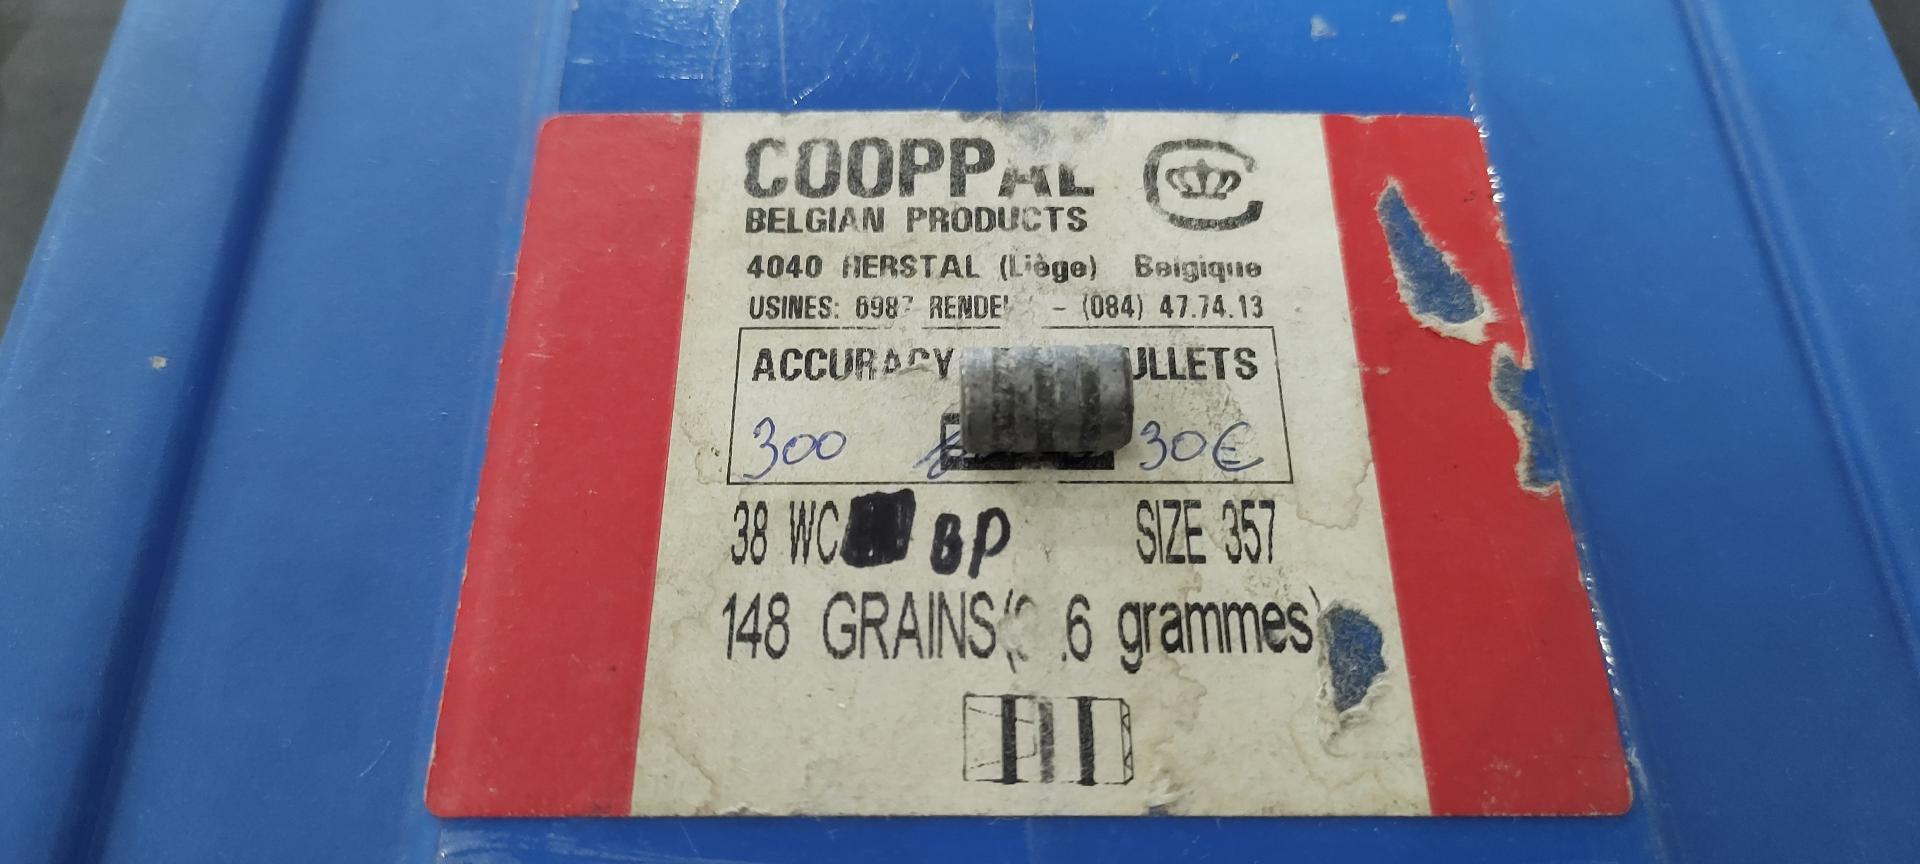 COOPPAL
BELGIAN PRODUCTS
4040 HERSTAL (Liège) Belgique
USINES: - (084) 47.74.13
ACCURACY
300 30€
38 WC BP SIZE 357
148 GRAINS( .6 grammes)